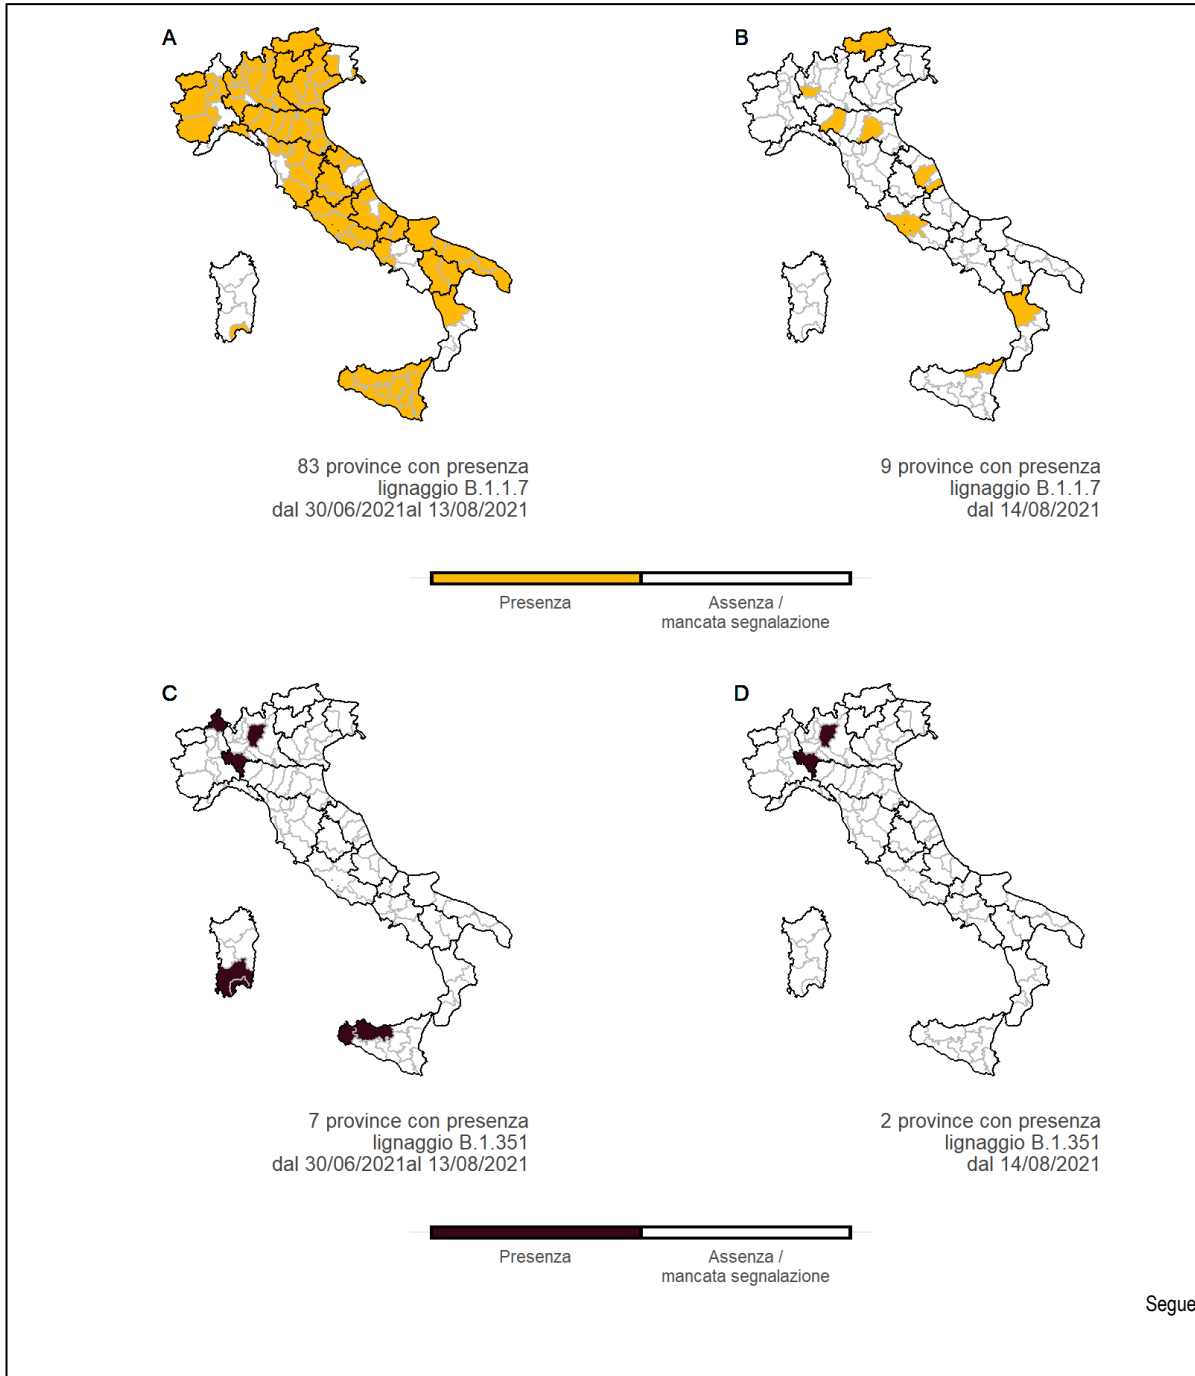 A
B
83 province con presenza
lignaggio B.1.1.7
dal 30/06/2021al 13/08/2021
9 province con presenza
lignaggio B.1.1.7
dal 14/08/2021
Presenza
Assenza /
mancata segnalazione
C
D
7 province con presenza
lignaggio B.1.351
dal 30/06/2021al 13/08/2021
2 province con presenza
lignaggio B.1.351
dal 14/08/2021
Presenza
Assenza /
mancata segnalazione
Segue